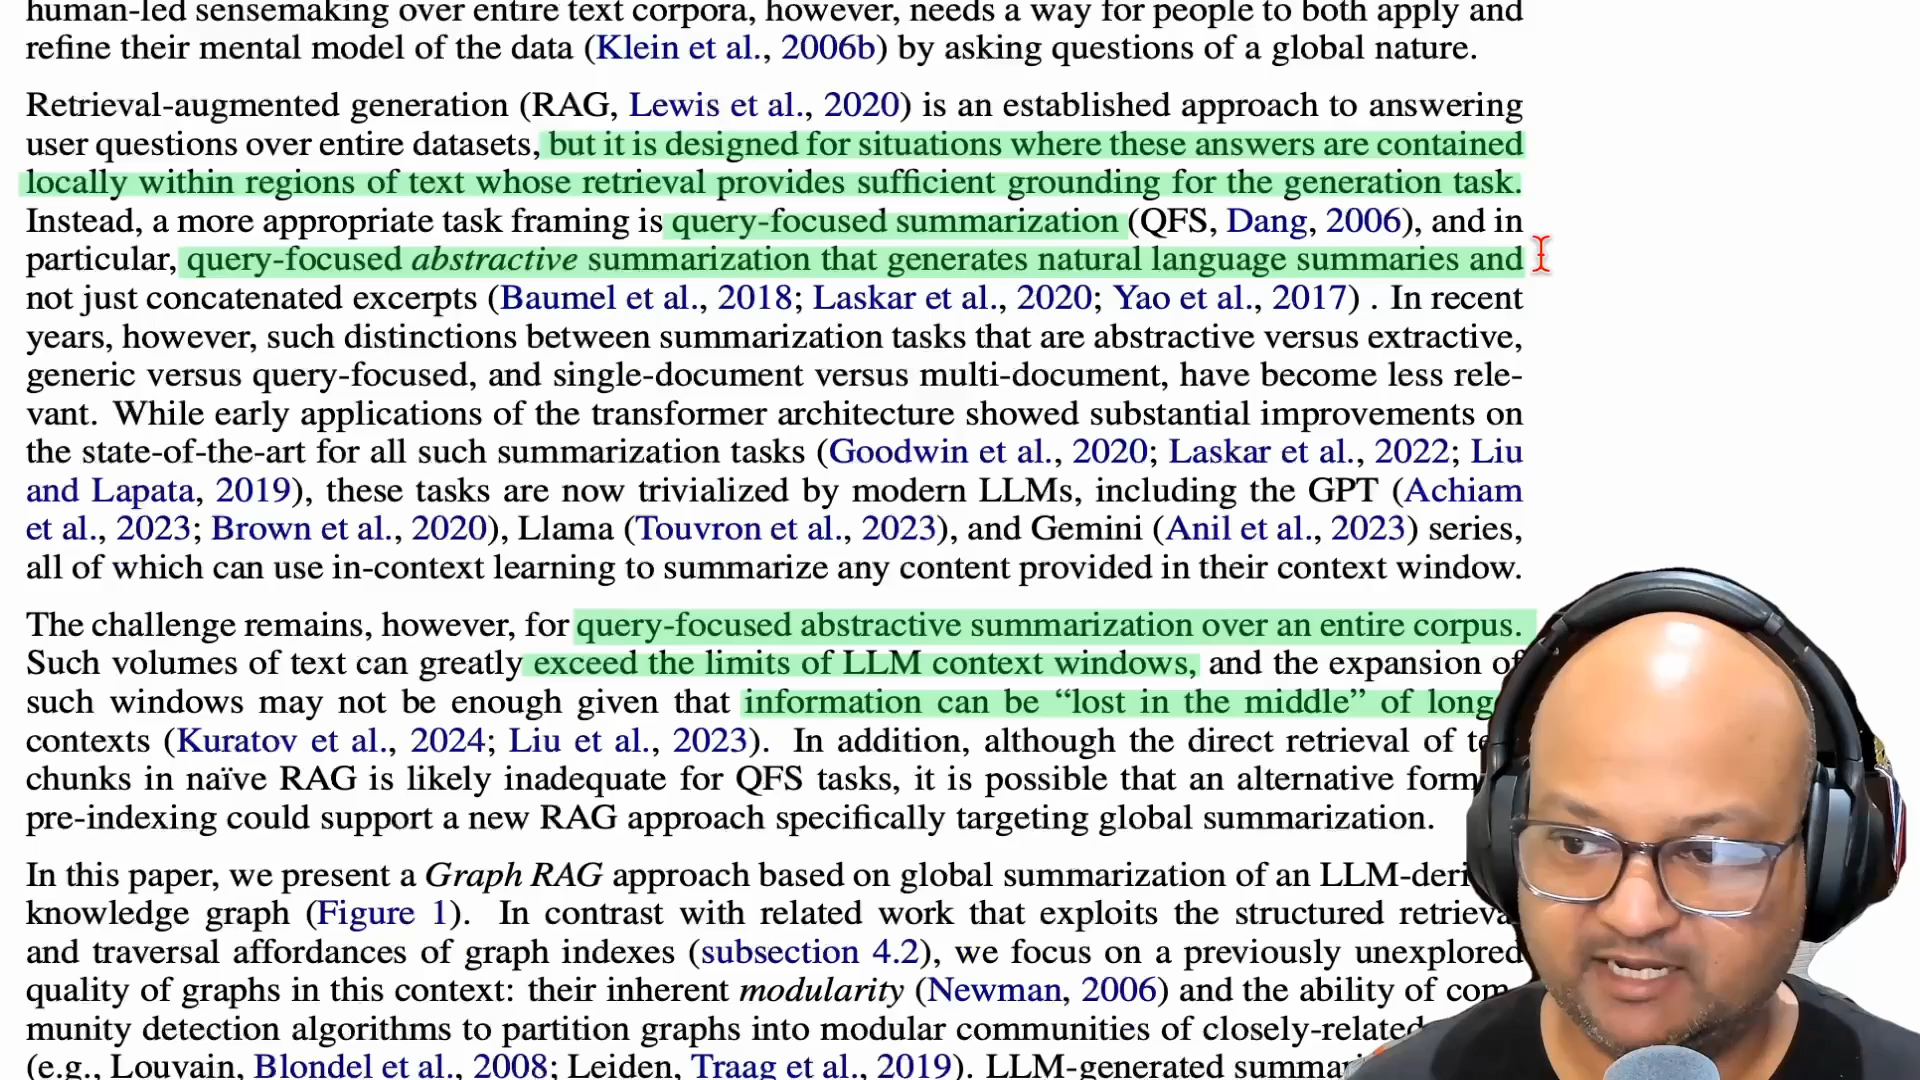 human-led sensemaking over entire text corpora, however, needs a way for people to both apply and
refine their mental model of the data (Klein et al., 2006b) by asking questions of a global nature.
Retrieval-augmented generation (RAG, Lewis et al., 2020) is an established approach to answering
user questions over entire datasets, but it is designed for situations where these answers are contained
locally within regions of text whose retrieval provides sufficient grounding for the generation task.
Instead, a more appropriate task framing is query-focused summarization (QFS, Dang, 2006), and in
particular, query-focused abstractive summarization that generates natural language summaries and
not just concatenated excerpts (Baumel et al., 2018; Laskar et al., 2020; Yao et al., 2017) . In recent
years, however, such distinctions between summarization tasks that are abstractive versus extractive,
generic versus query-focused, and single-document versus multi-document, have become less rele-
vant. While early applications of the transformer architecture showed substantial improvements on
the state-of-the-art for all such summarization tasks (Goodwin et al., 2020; Laskar et al., 2022; Liu
and Lapata, 2019), these tasks are now trivialized by modern LLMs, including the GPT (Achiam
et al., 2023; Brown et al., 2020), Llama (Touvron et al., 2023), and Gemini (Anil et al., 2023) series,
all of which can use in-context learning to summarize any content provided in their context window.
The challenge remains, however, for query-focused abstractive summarization over an entire corpus.
Such volumes of text can greatly exceed the limits of LLM context windows, and the expansion of
such windows may not be enough given that information can be “lost in the middle” of long
contexts (Kuratov et al., 2024; Liu et al., 2023). In addition, although the direct retrieval of
chunks in naïve RAG is likely inadequate for QFS tasks, it is possible that an alternative form
pre-indexing could support a new RAG approach specifically targeting global summarization.
In this paper, we present a Graph RAG approach based on global summarization of an
knowledge graph (Figure 1). In contrast with related work that exploits the structured
and traversal affordances of graph indexes (subsection 4.2), we focus on a previously unexplored
quality of graphs in this context: their inherent modularity (Newman, 2006) and the ability of com-
munity detection algorithms to partition graphs into modular communities of closely-related
(e.g., Louvain, Blondel et al., 2008; Leiden, Traag et al., 2019). LLM-generated